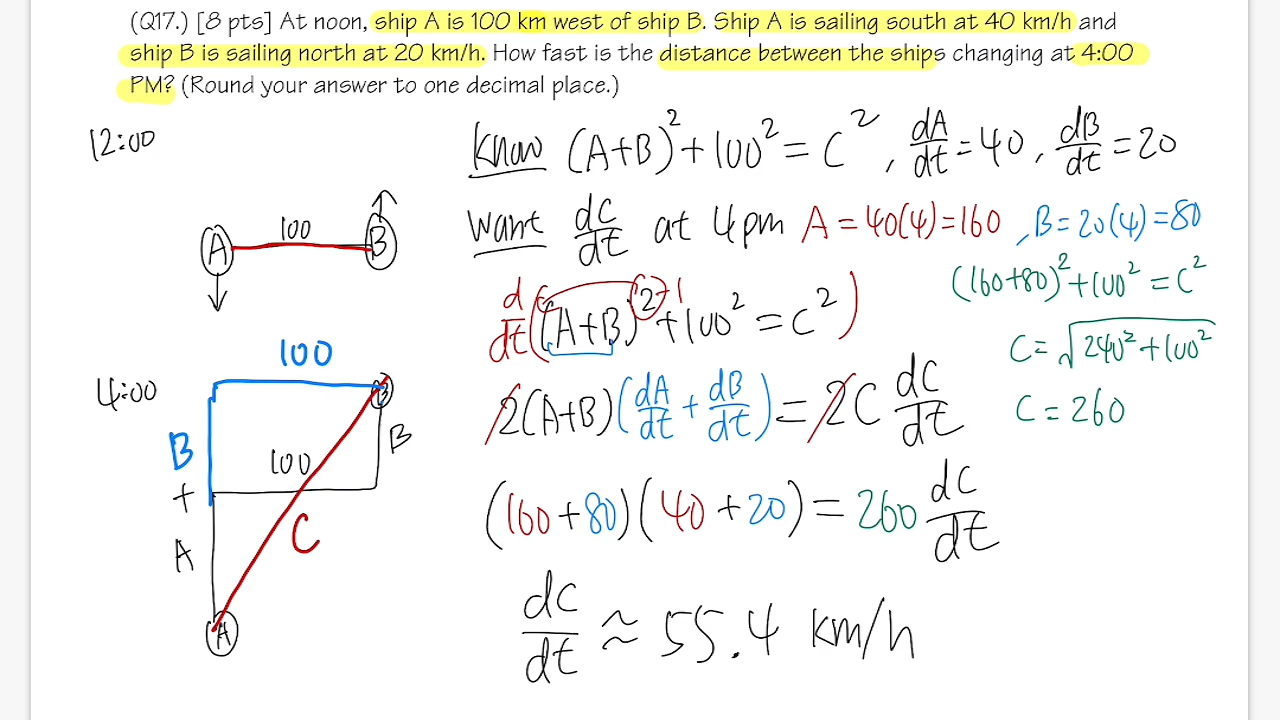 (Q17.) [8 pts] At noon, ship A is 100 km west of ship B. Ship A is sailing south at 40 km/h and
ship B is sailing north at 20 km/h. How fast is the distance between the ships changing at 4:00
PM? (Round your answer to one decimal place.)
12:00
A 100 B
Know (A+B)² + 100² = C², dA/dt = 40, dB/dt = 20
Want dC/dt at 4pm A = 40(4) = 160, B = 20(4) = 80
d/dt((A+B)²⁻¹ + 100² = C²)
(160+80)² + 100² = C²
C = √240² + 100²
C = 260
4:00
100
B
B
100
+
C
A
A
B
2(A+B)(dA/dt + dB/dt) = 2C dC/dt
(160+80)(40+20) = 260 dC/dt
dC/dt ≈ 55.4 km/h